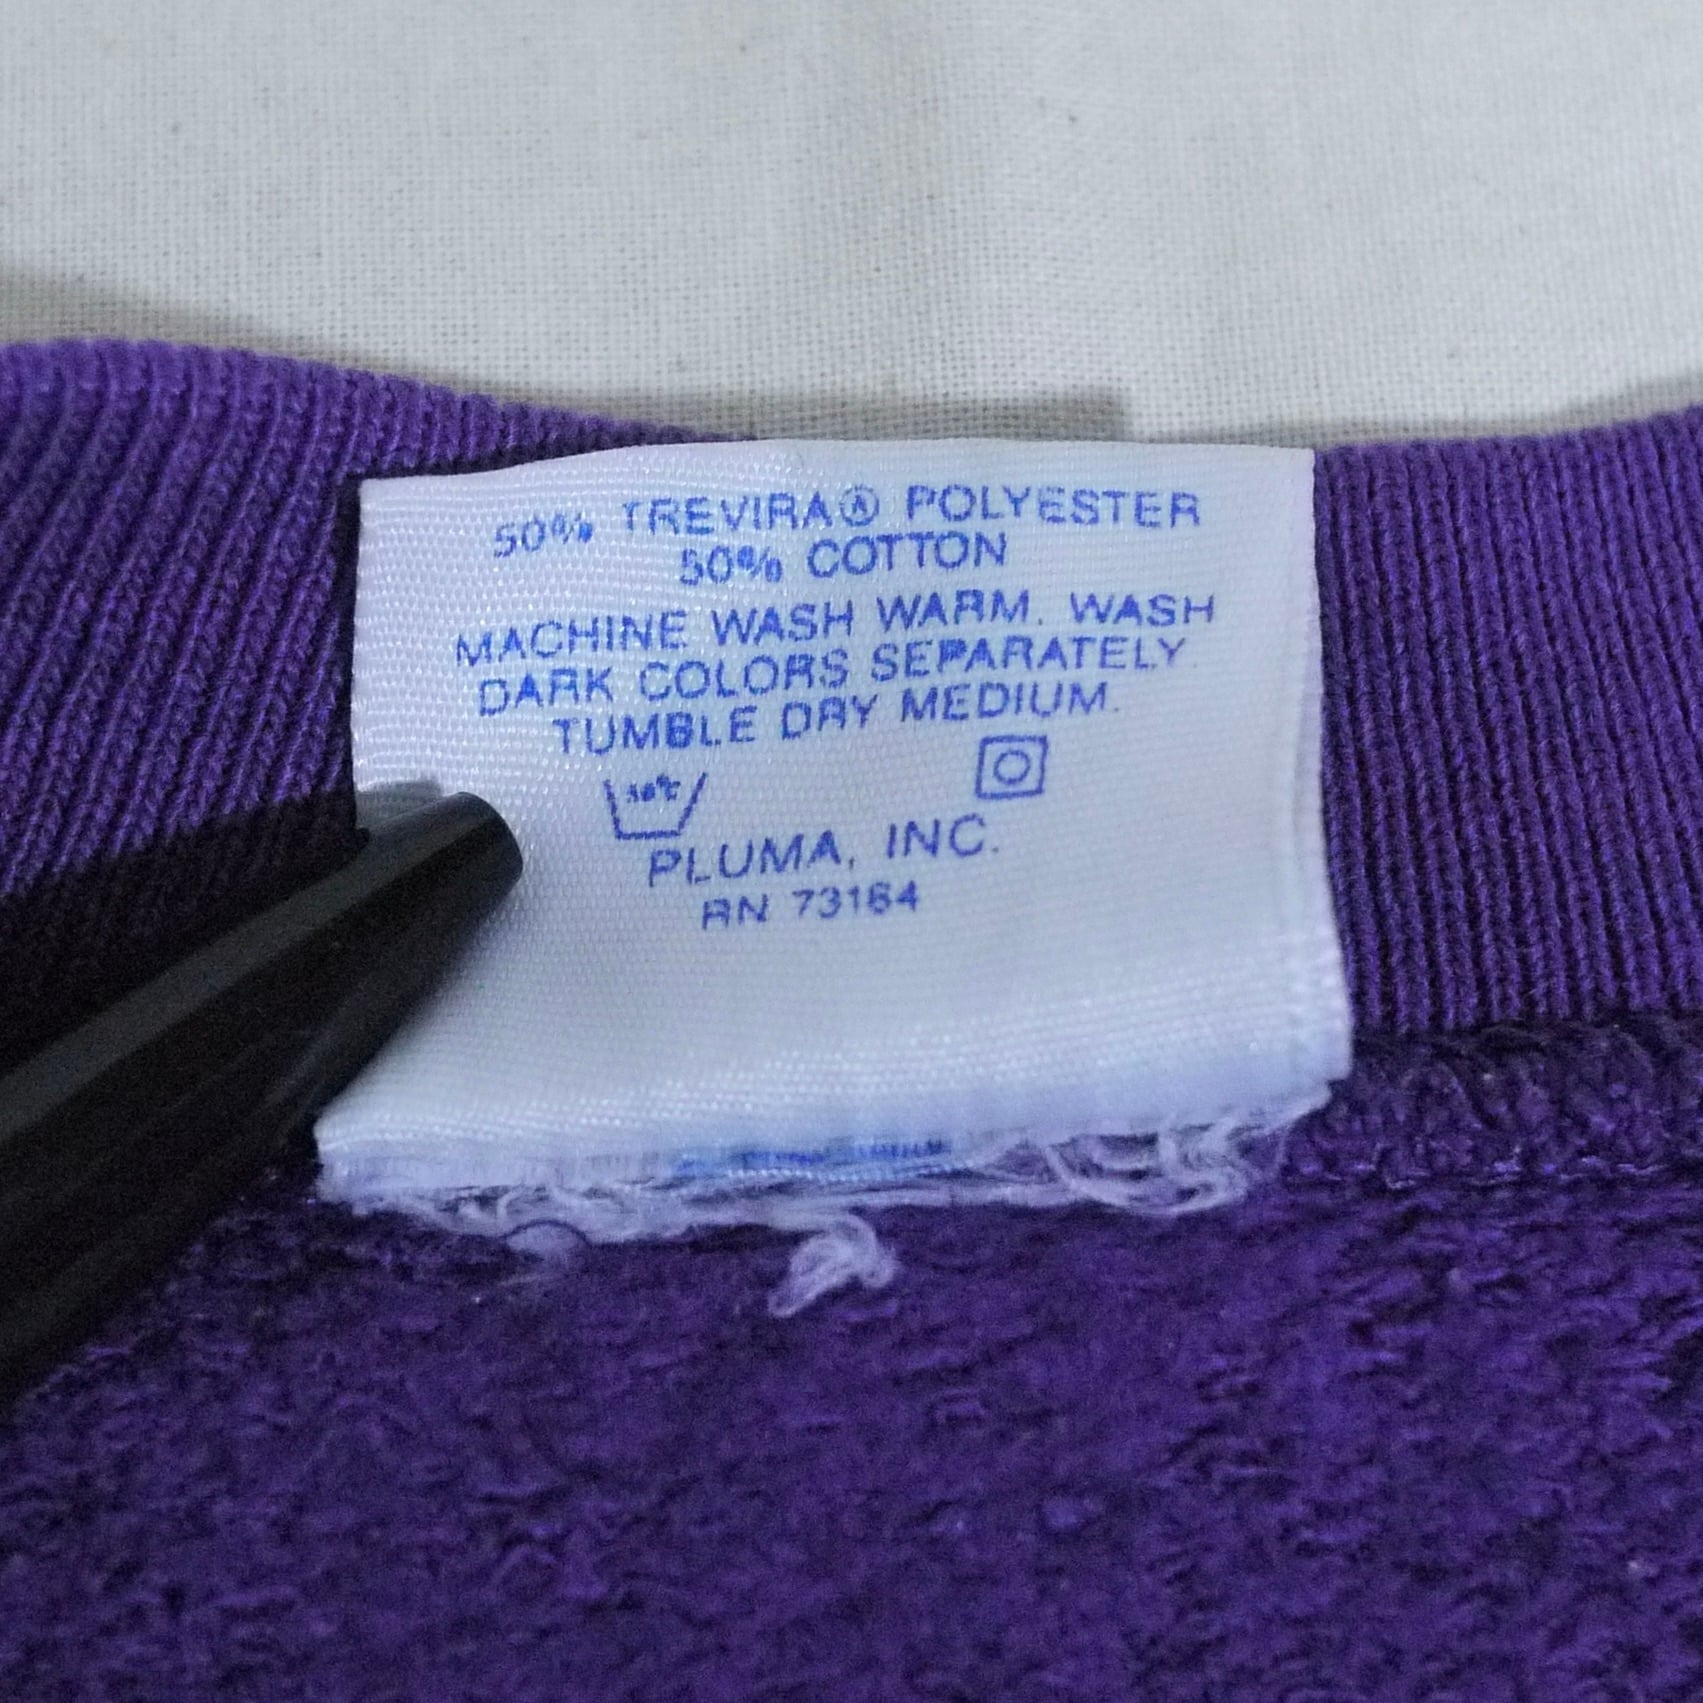 50% TREVIRA® POLYESTER
50% COTTON
MACHINE WASH WARM. WASH
DARK COLORS SEPARATELY
TUMBLE DRY MEDIUM.
PLUMA, INC.
RN 73164